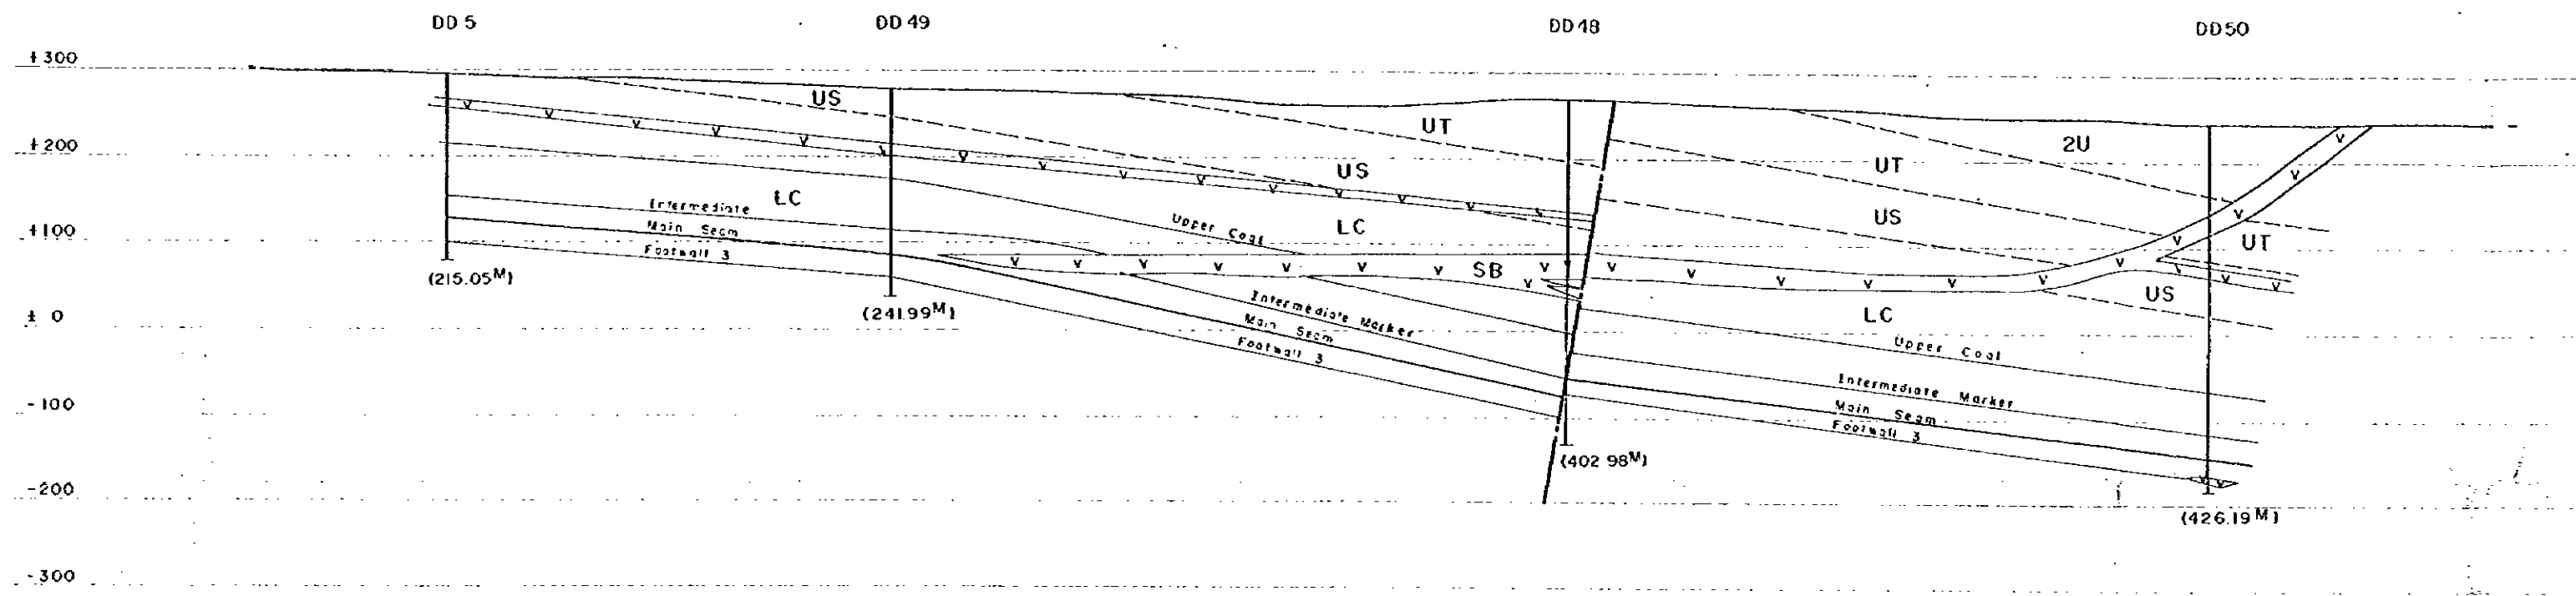 DD 5
DD 49
DD 48
DD 50
+300
+200
+100
± 0
-100
-200
-300
US
UT
2U
US
UT
US
LC
LC
UT
US
SB
LC
Intermediate
Main Seam
Footwall 3
Upper Coal
Intermediate Marker
Main Seam
Footwall 3
Upper Coal
Intermediate Marker
Main Seam
Footwall 3
(215.05M)
(241.99M)
(402.98M)
(426.19M)